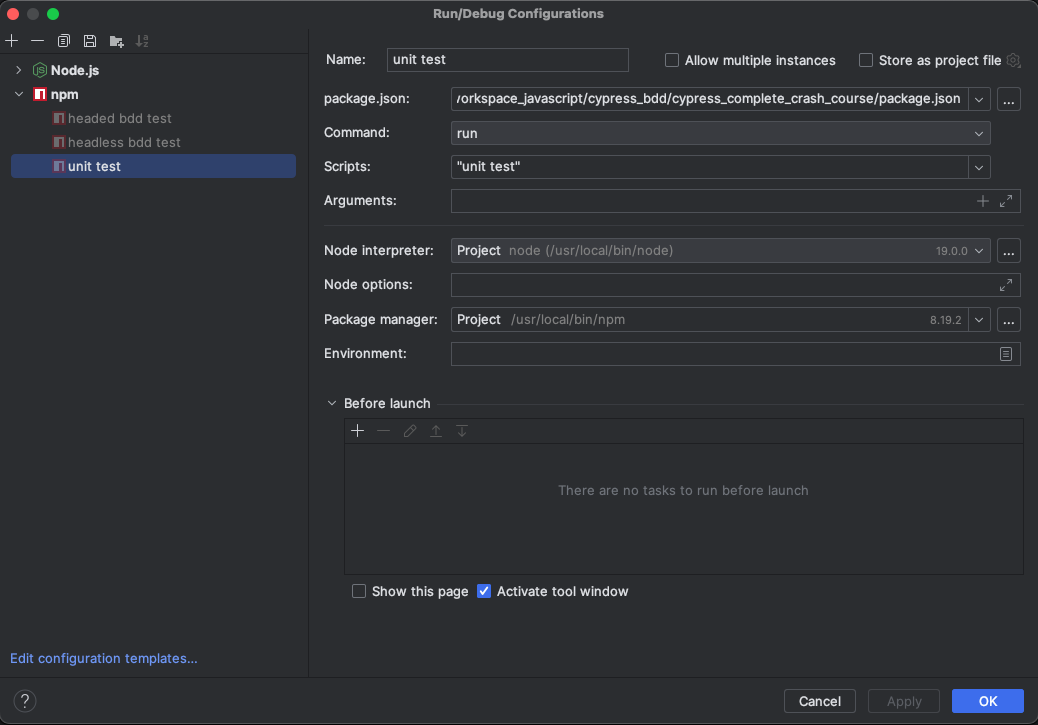 Run/Debug Configurations
Node.js
npm
headed bdd test
headless bdd test
unit test
Edit configuration templates...
Name: unit test Allow multiple instances Store as project file
package.json: workspace_javascript/cypress_bdd/cypress_complete_crash_course/package.json ...
Command: run
Scripts: "unit test"
Arguments:
Node interpreter: Project node (/usr/local/bin/node) 19.0.0 ...
Node options:
Package manager: Project /usr/local/bin/npm 8.19.2 ...
Environment:
Before launch
There are no tasks to run before launch
Show this page Activate tool window
? Cancel Apply OK